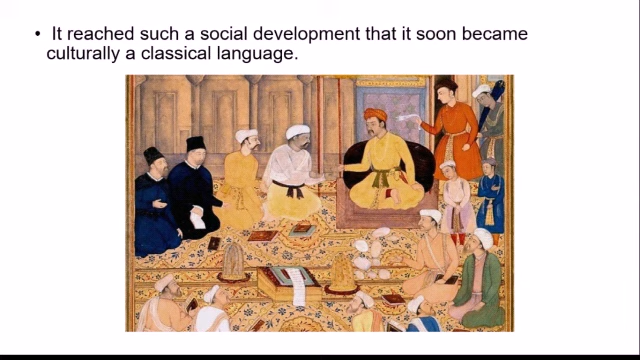 • It reached such a social development that it soon became
culturally a classical language.